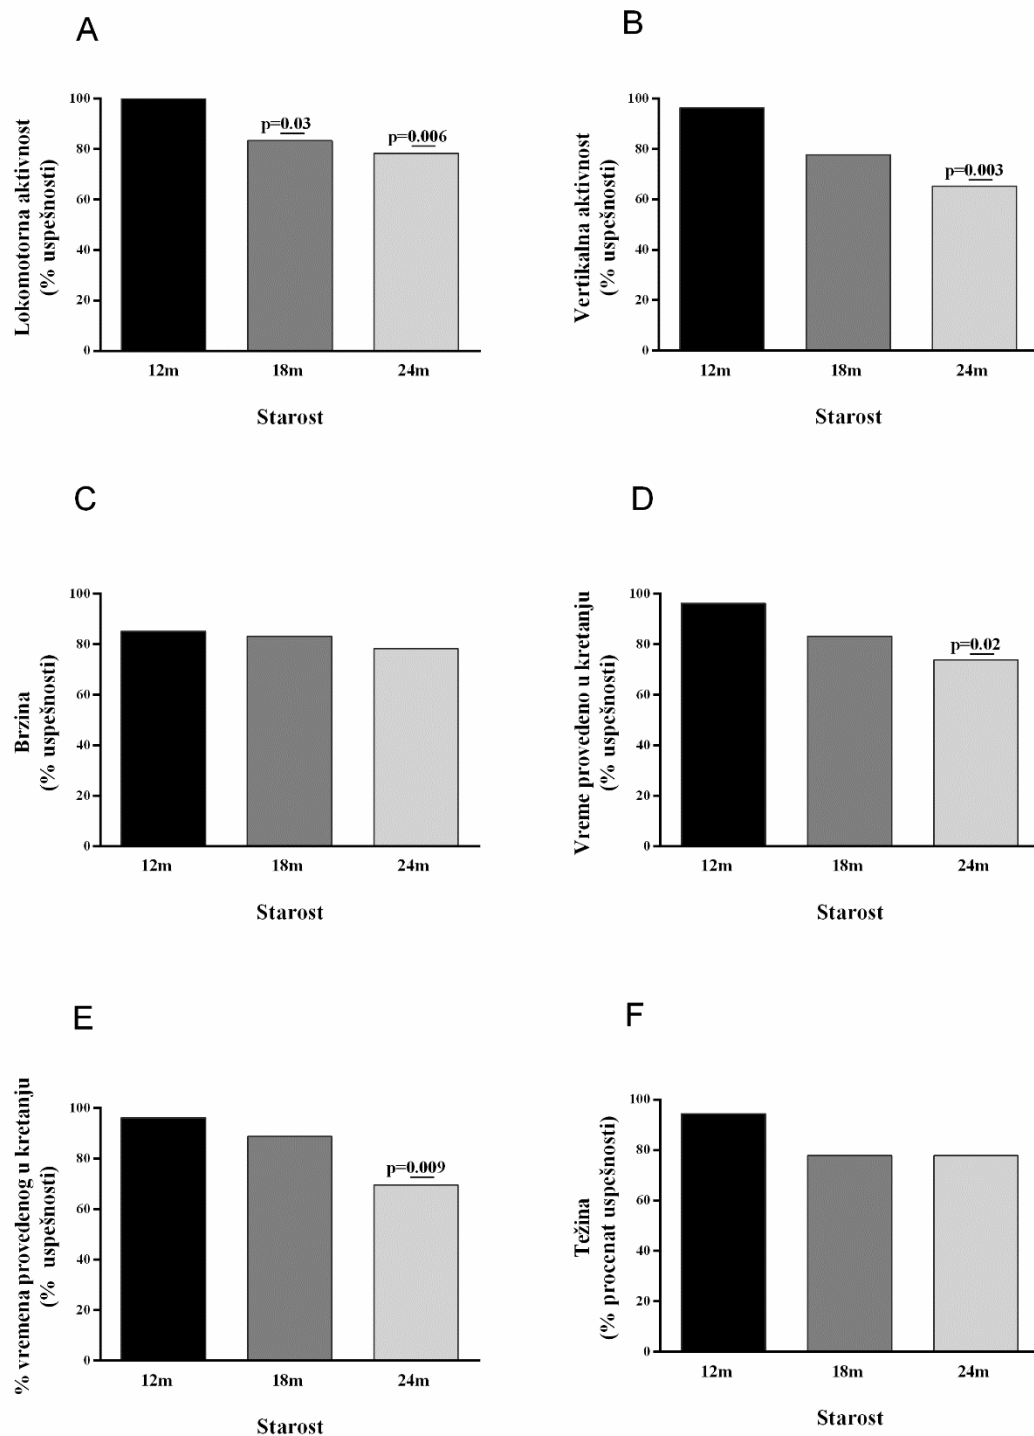 A
Lokomotorna aktivnost
(% uspešnosti)
100
80
60
40
20
0
p=0.03
p=0.006
12m
18m
24m
Starost
B
Vertikalna aktivnost
(% uspešnosti)
100
80
60
40
20
0
p=0.003
12m
18m
24m
Starost
C
Brzina
(% uspešnosti)
100
80
60
40
20
0
12m
18m
24m
Starost
D
Vreme provedeno u kretanju
(% uspešnosti)
100
80
60
40
20
0
p=0.02
12m
18m
24m
Starost
E
% vremena provedenog u kretanju
(% uspešnosti)
100
80
60
40
20
0
p=0.009
12m
18m
24m
Starost
F
Težina
(% procenat uspešnosti)
100
80
60
40
20
0
12m
18m
24m
Starost